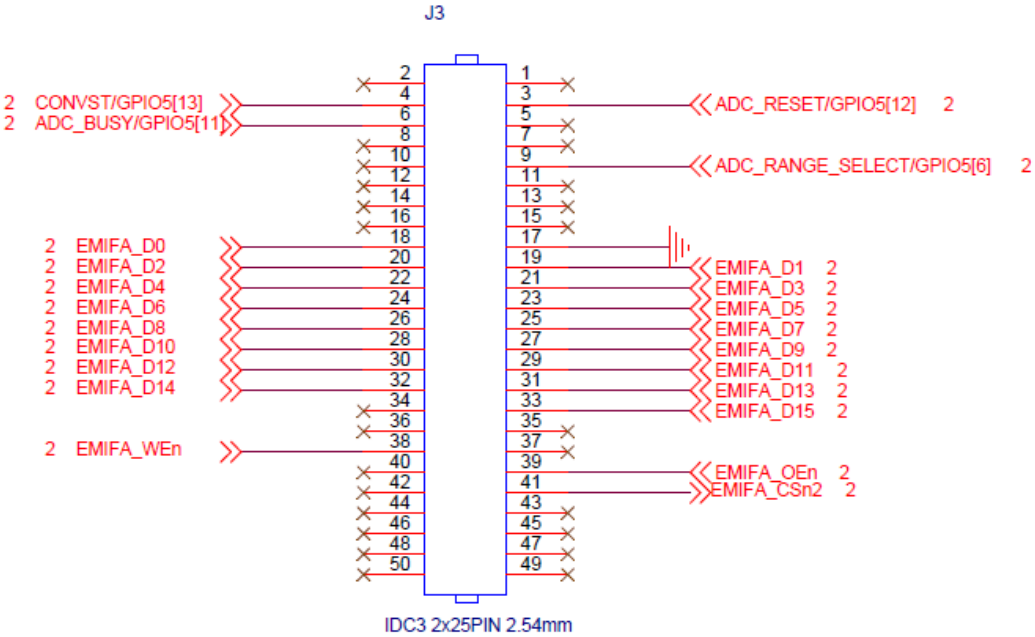 J3
2 1
2 CONVST/GPIO5[13] 4 3 ADC_RESET/GPIO5[12] 2
2 ADC_BUSY/GPIO5[11] 6 5
8 7
10 9 ADC_RANGE_SELECT/GPIO5[6] 2
12 11
14 13
16 15
2 EMIFA_D0 18 17
2 EMIFA_D2 20 19 EMIFA_D1 2
2 EMIFA_D4 22 21 EMIFA_D3 2
2 EMIFA_D6 24 23 EMIFA_D5 2
2 EMIFA_D8 26 25 EMIFA_D7 2
2 EMIFA_D10 28 27 EMIFA_D9 2
2 EMIFA_D12 30 29 EMIFA_D11 2
2 EMIFA_D14 32 31 EMIFA_D13 2
34 33 EMIFA_D15 2
36 35
2 EMIFA_WEn 38 37
40 39 EMIFA_OEn 2
42 41 EMIFA_CSn2 2
44 43
46 45
48 47
50 49
IDC3 2x25PIN 2.54mm